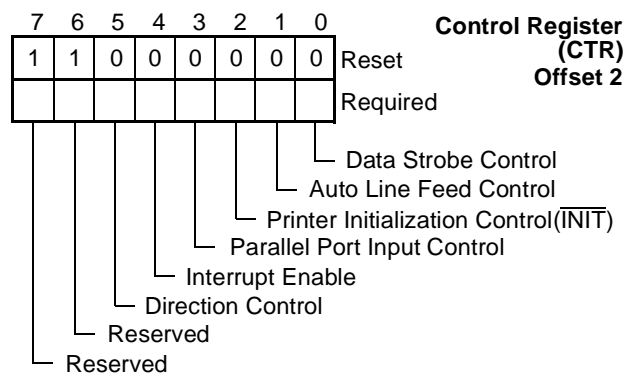 7 6 5 4 3 2 1 0
Control Register
(CTR)
Offset 2
1 1 0 0 0 0 0 0 Reset
Required
Data Strobe Control
Auto Line Feed Control
Printer Initialization Control(INIT)
Parallel Port Input Control
Interrupt Enable
Direction Control
Reserved
Reserved